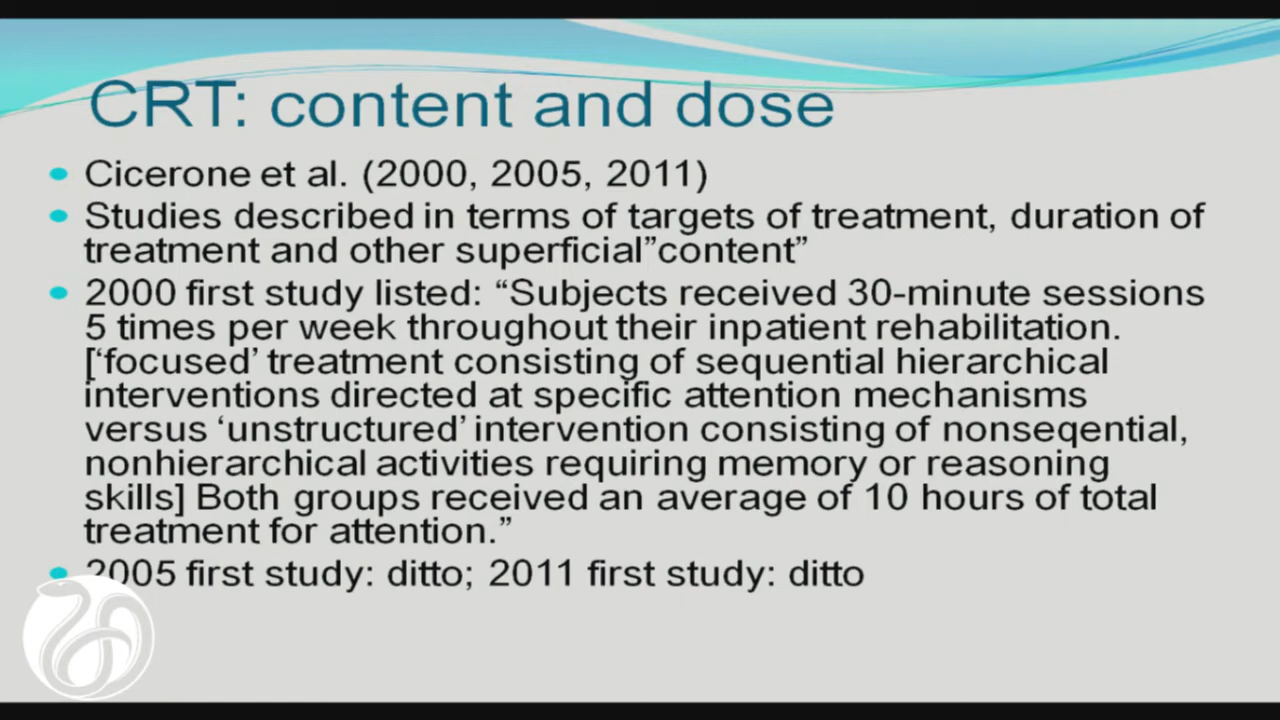 CRT: content and dose
Cicerone et al. (2000, 2005, 2011)
Studies described in terms of targets of treatment, duration of
treatment and other superficial”content”
2000 first study listed: “Subjects received 30-minute sessions
5 times per week throughout their inpatient rehabilitation.
[‘focused’ treatment consisting of sequential hierarchical
interventions directed at specific attention mechanisms
versus ‘unstructured’ intervention consisting of nonseqential,
nonhierarchical activities requiring memory or reasoning
skills] Both groups received an average of 10 hours of total
treatment for attention.”
2005 first study: ditto; 2011 first study: ditto